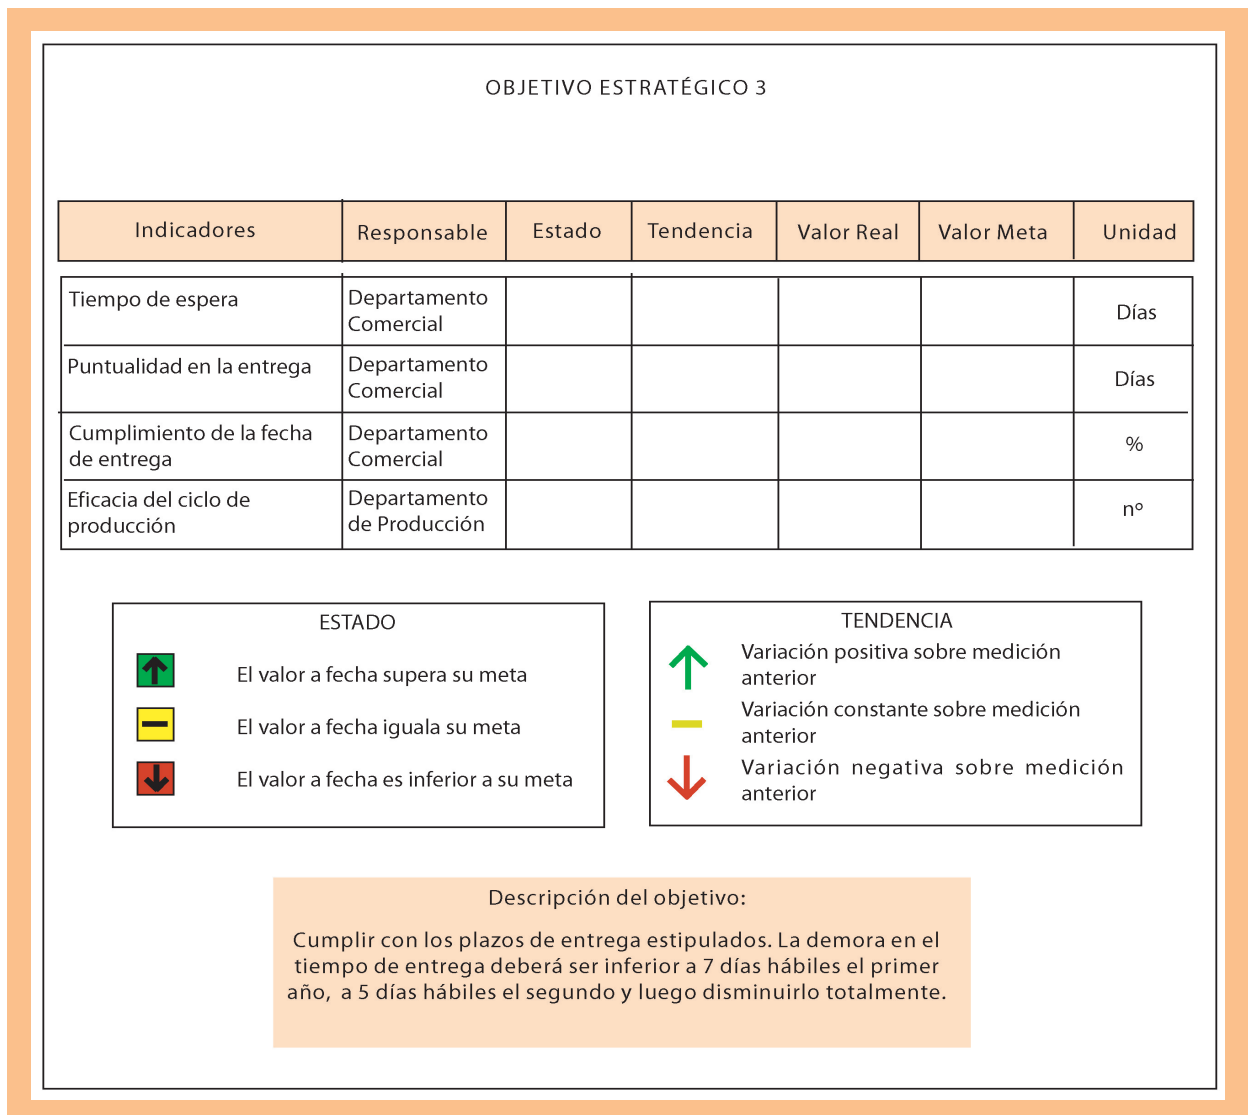 OBJETIVO ESTRATÉGICO 3
Indicadores Responsable Estado Tendencia Valor Real Valor Meta Unidad
Tiempo de espera
Departamento
Comercial
Días
Puntualidad en la entrega
Departamento
Comercial
Días
Cumplimiento de la fecha
de entrega
Departamento
Comercial
%
Eficacia del ciclo de
producción
Departamento
de Producción
nº
ESTADO
El valor a fecha supera su meta
El valor a fecha iguala su meta
El valor a fecha es inferior a su meta
TENDENCIA
Variación positiva sobre medición
anterior
Variación constante sobre medición
anterior
Variación negativa sobre medición
anterior
Descripción del objetivo:
Cumplir con los plazos de entrega estipulados. La demora en el
tiempo de entrega deberá ser inferior a 7 días hábiles el primer
año, a 5 días hábiles el segundo y luego disminuirlo totalmente.